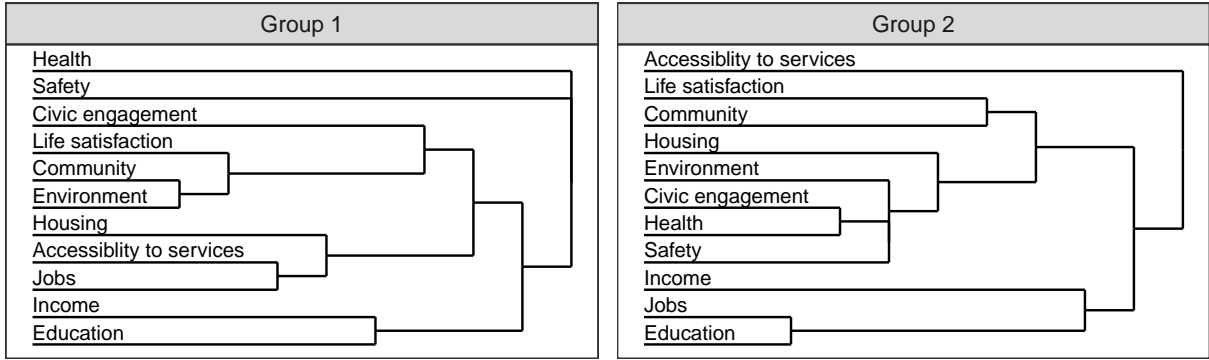 Group 1
Health
Safety
Civic engagement
Life satisfaction
Community
Environment
Housing
Accessiblity to services
Jobs
Income
Education
Group 2
Accessiblity to services
Life satisfaction
Community
Housing
Environment
Civic engagement
Health
Safety
Income
Jobs
Education